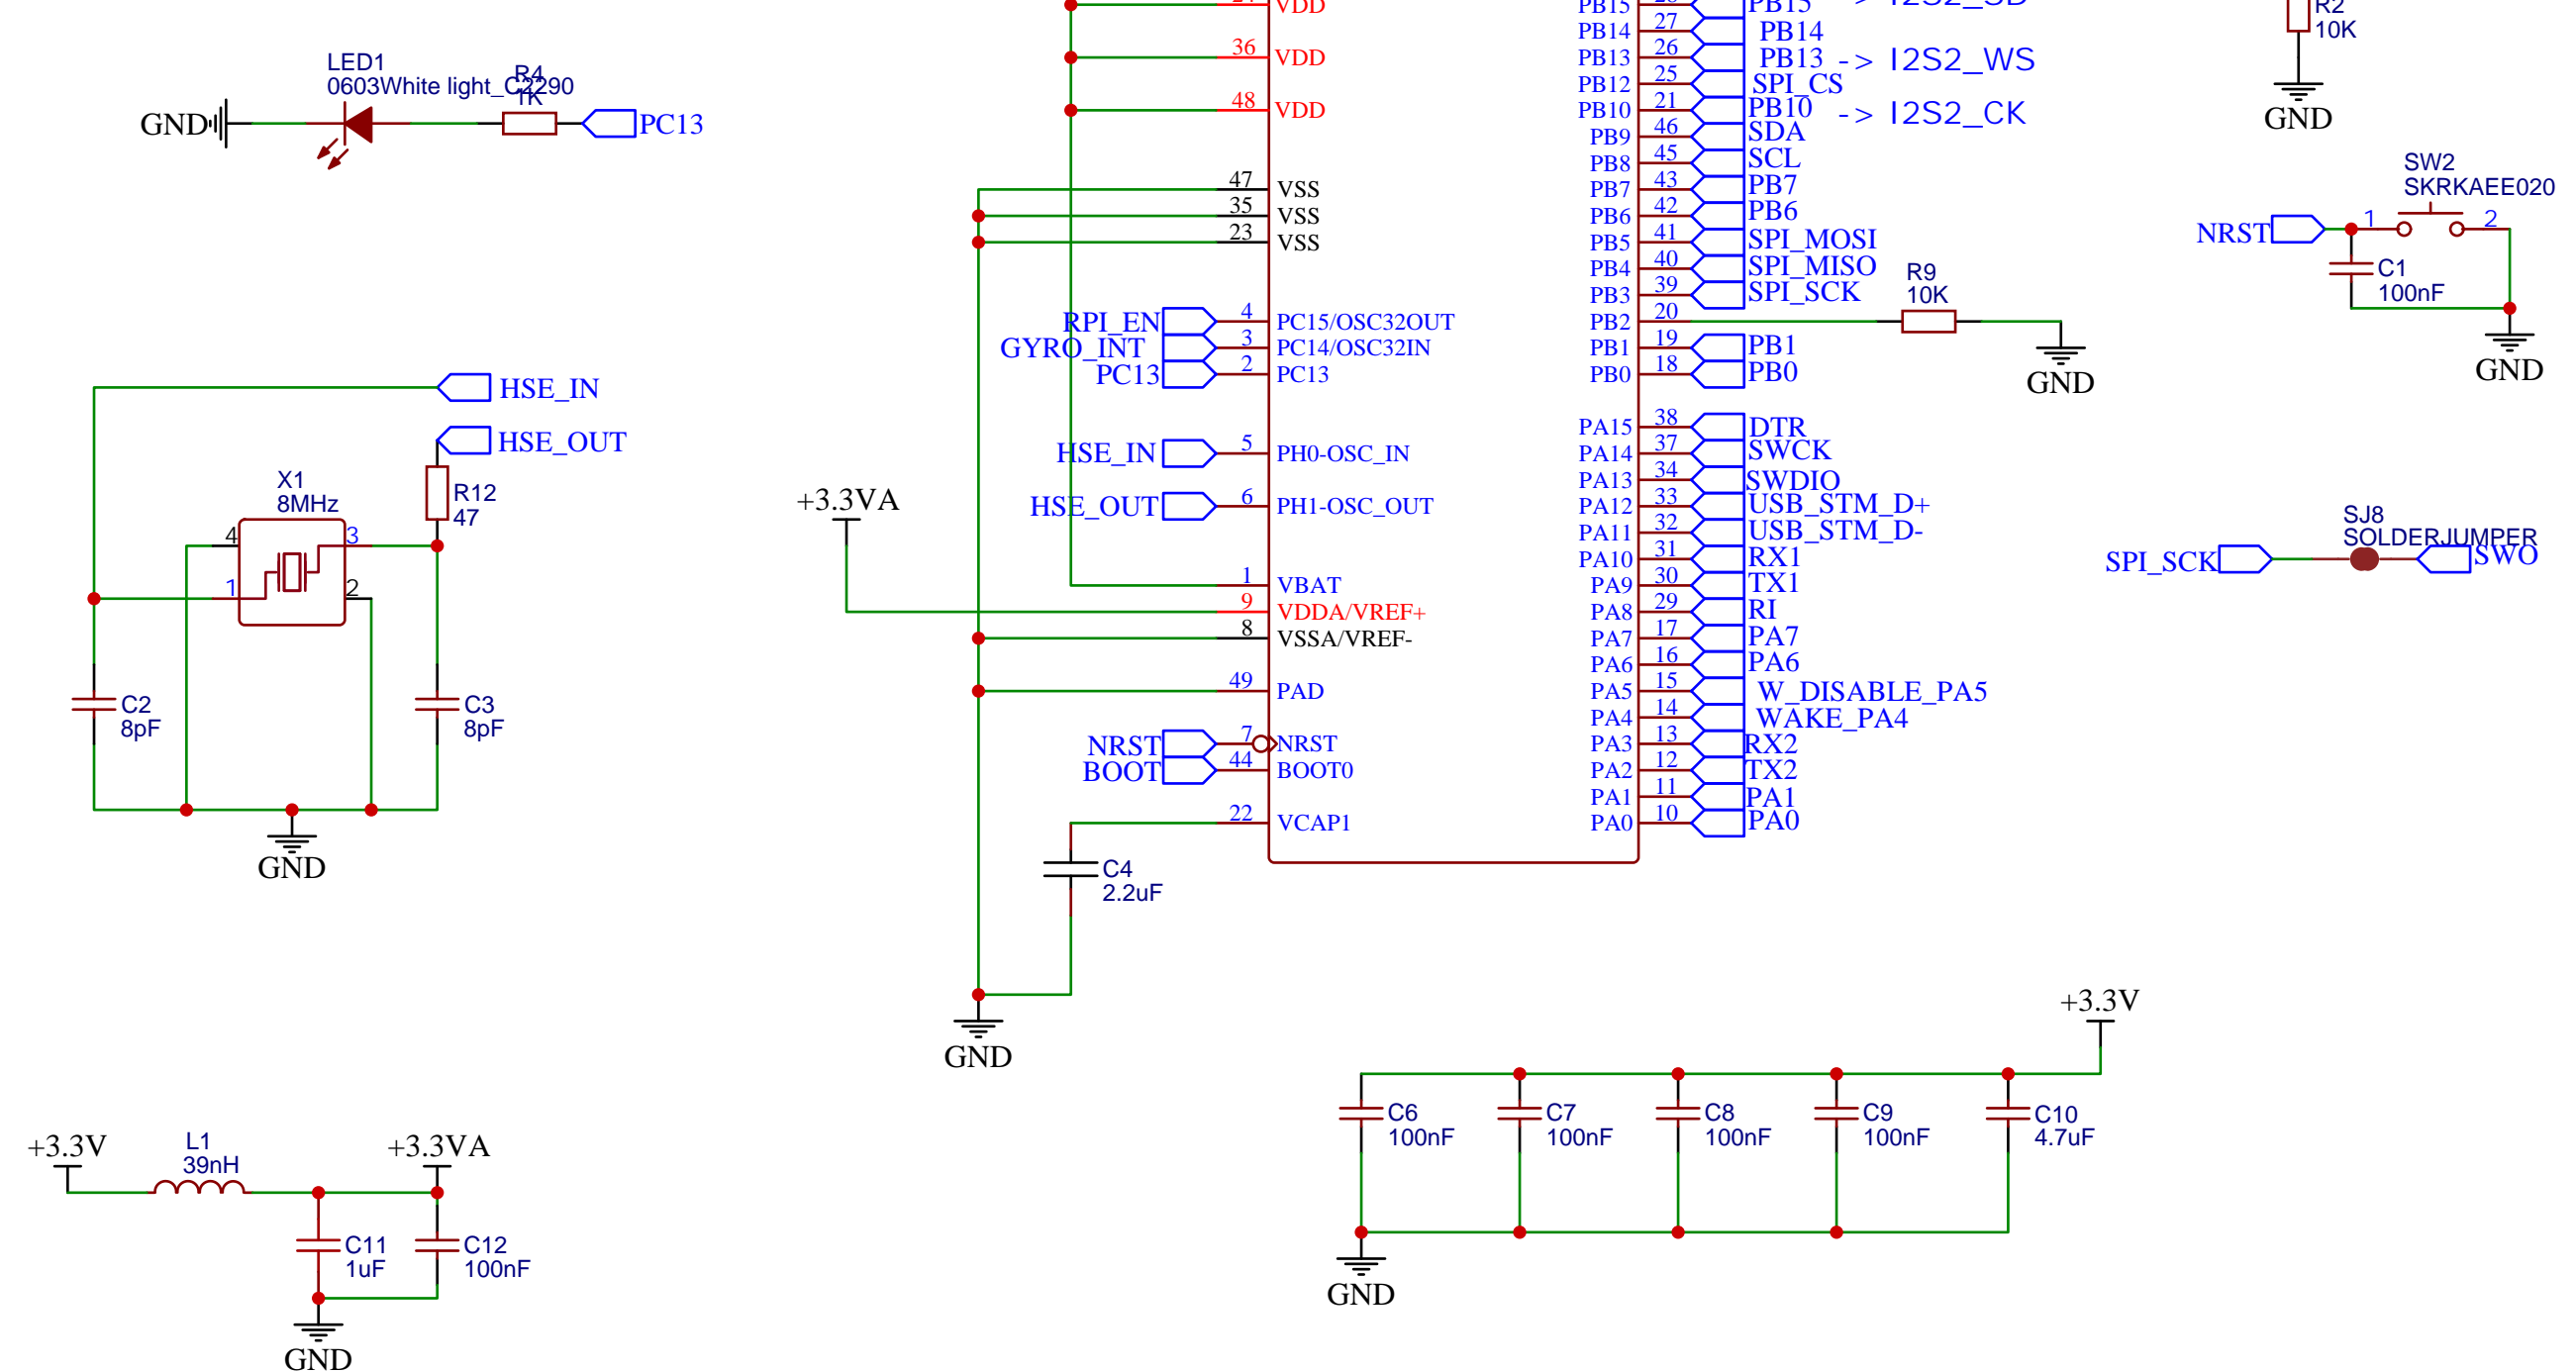 LED1
0603White light_C2290
R4
1K
GND
PC13
HSE_IN
HSE_OUT
X1
8MHz
R12
47
4
3
1
2
C2
8pF
C3
8pF
GND
+3.3V
L1
39nH
+3.3VA
C11
1uF
C12
100nF
GND
+3.3VA
VDD
36
VDD
48
VDD
47
VSS
35
VSS
23
VSS
RPI_EN
4
PC15/OSC32OUT
GYRO_INT
3
PC14/OSC32IN
PC13
2
PC13
HSE_IN
5
PH0-OSC_IN
HSE_OUT
6
PH1-OSC_OUT
1
VBAT
9
VDDA/VREF+
8
VSSA/VREF-
49
PAD
NRST
7
NRST
BOOT
44
BOOT0
22
VCAP1
C4
2.2uF
GND
PB15
PB15 -> I2S2_SD
PB14
27
PB14
PB13
26
PB13 -> I2S2_WS
PB12
25
SPI_CS
PB10
21
PB10 -> I2S2_CK
PB9
46
SDA
PB8
45
SCL
PB7
43
PB7
PB6
42
PB6
PB5
41
SPI_MOSI
PB4
40
SPI_MISO
PB3
39
SPI_SCK
PB2
20
R9
10K
GND
PB1
19
PB1
PB0
18
PB0
PA15
38
DTR
PA14
37
SWCK
PA13
34
SWDIO
PA12
33
USB_STM_D+
PA11
32
USB_STM_D-
PA10
31
RX1
PA9
30
TX1
PA8
29
RI
PA7
17
PA7
PA6
16
PA6
PA5
15
W_DISABLE_PA5
PA4
14
WAKE_PA4
PA3
13
RX2
PA2
12
TX2
PA1
11
PA1
PA0
10
PA0
R2
10K
GND
SW2
SKRKAEE020
NRST
1
2
C1
100nF
GND
SJ8
SOLDERJUMPER
SPI_SCK
SWO
+3.3V
C6
100nF
C7
100nF
C8
100nF
C9
100nF
C10
4.7uF
GND